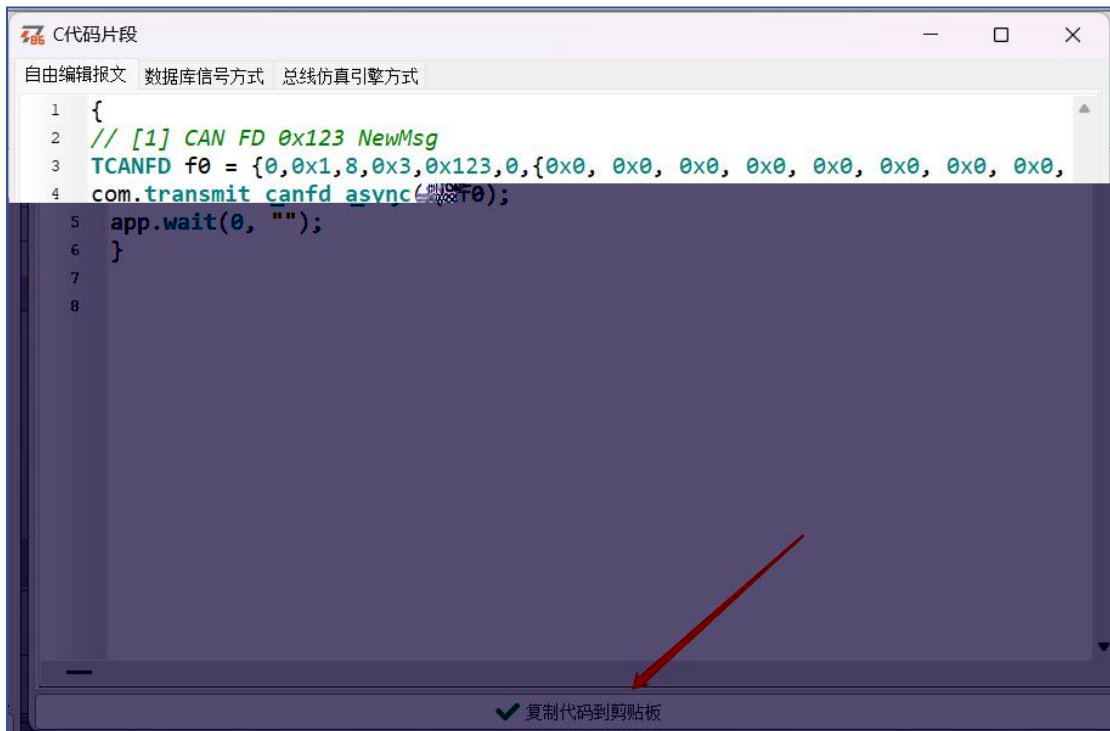 C代码片段
自由编辑报文 数据库信号方式 总线仿真引擎方式
1 {
2 // [1] CAN FD 0x123 NewMsg
3 TCANFD f0 = {0,0x1,8,0x3,0x123,0,{0x0, 0x0, 0x0, 0x0, 0x0, 0x0, 0x0, 0x0,
4 com.transmit_canfd_async( f0);
5 app.wait(0, "");
6 }
7
8
复制代码到剪贴板